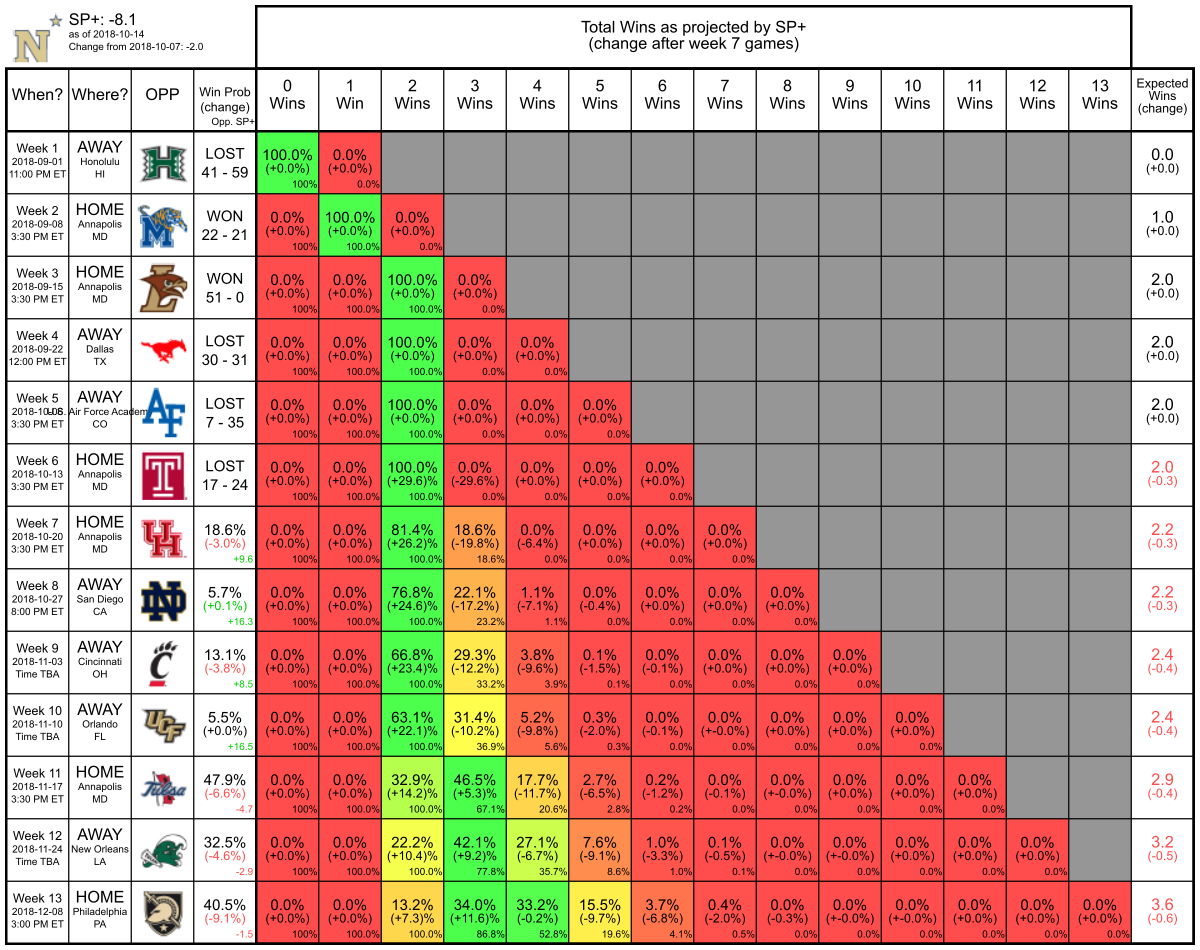 N
SP+: -8.1
as of 2018-10-14
Change from 2018-10-07: -2.0
Total Wins as projected by SP+
(change after week 7 games)
When? Where? OPP Win Prob (change) Opp. SP+
0 Wins 1 Win 2 Wins 3 Wins 4 Wins 5 Wins 6 Wins 7 Wins 8 Wins 9 Wins 10 Wins 11 Wins 12 Wins 13 Wins
Expected Wins (change)
Week 1 AWAY H LOST 100.0% 0.0% 0.0
2018-09-01 Honolulu 41 - 59 (+0.0%) (+0.0%) (+0.0)
11:00 PM ET HI 100% 0.0%
Week 2 HOME M WON 0.0% 100.0% 0.0% 1.0
2018-09-08 Annapolis 22 - 21 (+0.0%) (+0.0%) (+0.0%) (+0.0)
3:30 PM ET MD 100% 100.0% 0.0%
Week 3 HOME L WON 0.0% 0.0% 100.0% 0.0% 2.0
2018-09-15 Annapolis 51 - 0 (+0.0%) (+0.0%) (+0.0%) (+0.0%) (+0.0)
3:30 PM ET MD 100% 100.0% 100.0% 0.0%
Week 4 AWAY LOST 0.0% 0.0% 100.0% 0.0% 0.0% 2.0
2018-09-22 Dallas 30 - 31 (+0.0%) (+0.0%) (+0.0%) (+0.0%) (+0.0%) (+0.0)
12:00 PM ET TX 100% 100.0% 100.0% 0.0% 0.0%
Week 5 AWAY AF LOST 0.0% 0.0% 100.0% 0.0% 0.0% 0.0% 2.0
2018-10-06 U.S. Air Force Academ 7 - 35 (+0.0%) (+0.0%) (+0.0%) (+0.0%) (+0.0%) (+0.0%) (+0.0)
3:30 PM ET CO 100% 100.0% 100.0% 0.0% 0.0% 0.0%
Week 6 HOME T LOST 0.0% 0.0% 100.0% 0.0% 0.0% 0.0% 0.0% 2.0
2018-10-13 Annapolis 17 - 24 (+0.0%) (+0.0%) (+29.6)% (-29.6%) (+0.0%) (+0.0%) (+0.0%) (-0.3)
3:30 PM ET MD 100% 100.0% 100.0% 0.0% 0.0% 0.0% 0.0%
Week 7 HOME UH 18.6% 0.0% 0.0% 81.4% 18.6% 0.0% 0.0% 0.0% 0.0% 2.2
2018-10-20 Annapolis (-3.0%) (+0.0%) (+0.0%) (+26.2)% (-19.8%) (-6.4%) (+0.0%) (+0.0%) (+0.0%) (-0.3)
3:30 PM ET MD +9.6 100% 100.0% 100.0% 18.6% 0.0% 0.0% 0.0% 0.0%
Week 8 AWAY ND 5.7% 0.0% 0.0% 76.8% 22.1% 1.1% 0.0% 0.0% 0.0% 0.0% 2.2
2018-10-27 San Diego (+0.1%) (+0.0%) (+0.0%) (+24.6)% (-17.2%) (-7.1%) (-0.4%) (+0.0%) (+0.0%) (+0.0%) (-0.3)
8:00 PM ET CA +16.3 100% 100.0% 100.0% 23.2% 1.1% 0.0% 0.0% 0.0% 0.0%
Week 9 AWAY C 13.1% 0.0% 0.0% 66.8% 29.3% 3.8% 0.1% 0.0% 0.0% 0.0% 0.0% 2.4
2018-11-03 Cincinnati (-3.8%) (+0.0%) (+0.0%) (+23.4)% (-12.2%) (-9.6%) (-1.5%) (-0.1%) (+0.0%) (+0.0%) (+0.0%) (-0.4)
Time TBA OH +8.5 100% 100.0% 100.0% 33.2% 3.9% 0.1% 0.0% 0.0% 0.0% 0.0%
Week 10 AWAY UCF 5.5% 0.0% 0.0% 63.1% 31.4% 5.2% 0.3% 0.0% 0.0% 0.0% 0.0% 0.0% 2.4
2018-11-10 Orlando (+0.0%) (+0.0%) (+0.0%) (+22.1)% (-10.2%) (-9.8%) (-2.0%) (-0.1%) (+-0.0%) (+0.0%) (+0.0%) (+0.0%) (-0.4)
Time TBA FL +16.5 100% 100.0% 100.0% 36.9% 5.6% 0.3% 0.0% 0.0% 0.0% 0.0% 0.0%
Week 11 HOME Tulsa 47.9% 0.0% 0.0% 32.9% 46.5% 17.7% 2.7% 0.2% 0.0% 0.0% 0.0% 0.0% 0.0% 2.9
2018-11-17 Annapolis (-6.6%) (+0.0%) (+0.0%) (+14.2)% (+5.3)% (-11.7%) (-6.5%) (-1.2%) (-0.1%) (+-0.0%) (+0.0%) (+0.0%) (+0.0%) (-0.4)
3:30 PM ET MD -4.7 100% 100.0% 100.0% 67.1% 20.6% 2.8% 0.2% 0.0% 0.0% 0.0% 0.0% 0.0%
Week 12 AWAY 32.5% 0.0% 0.0% 22.2% 42.1% 27.1% 7.6% 1.0% 0.1% 0.0% 0.0% 0.0% 0.0% 0.0% 3.2
2018-11-24 New Orleans (-4.6%) (+0.0%) (+0.0%) (+10.4)% (+9.2)% (-6.7%) (-9.1%) (-3.3%) (-0.5%) (+-0.0%) (+-0.0%) (+0.0%) (+0.0%) (+0.0%) (-0.5)
Time TBA LA -2.9 100% 100.0% 100.0% 77.8% 35.7% 8.6% 1.0% 0.1% 0.0% 0.0% 0.0% 0.0% 0.0%
Week 13 HOME 40.5% 0.0% 0.0% 13.2% 34.0% 33.2% 15.5% 3.7% 0.4% 0.0% 0.0% 0.0% 0.0% 0.0% 0.0% 3.6
2018-12-08 Philadelphia (-9.1%) (+0.0%) (+0.0%) (+7.3)% (+11.6)% (-0.2%) (-9.7%) (-6.8%) (-2.0%) (-0.3%) (+-0.0%) (+-0.0%) (+0.0%) (+0.0%) (+0.0%) (-0.6)
3:00 PM ET PA -1.5 100% 100.0% 100.0% 86.8% 52.8% 19.6% 4.1% 0.5% 0.0% 0.0% 0.0% 0.0% 0.0% 0.0%